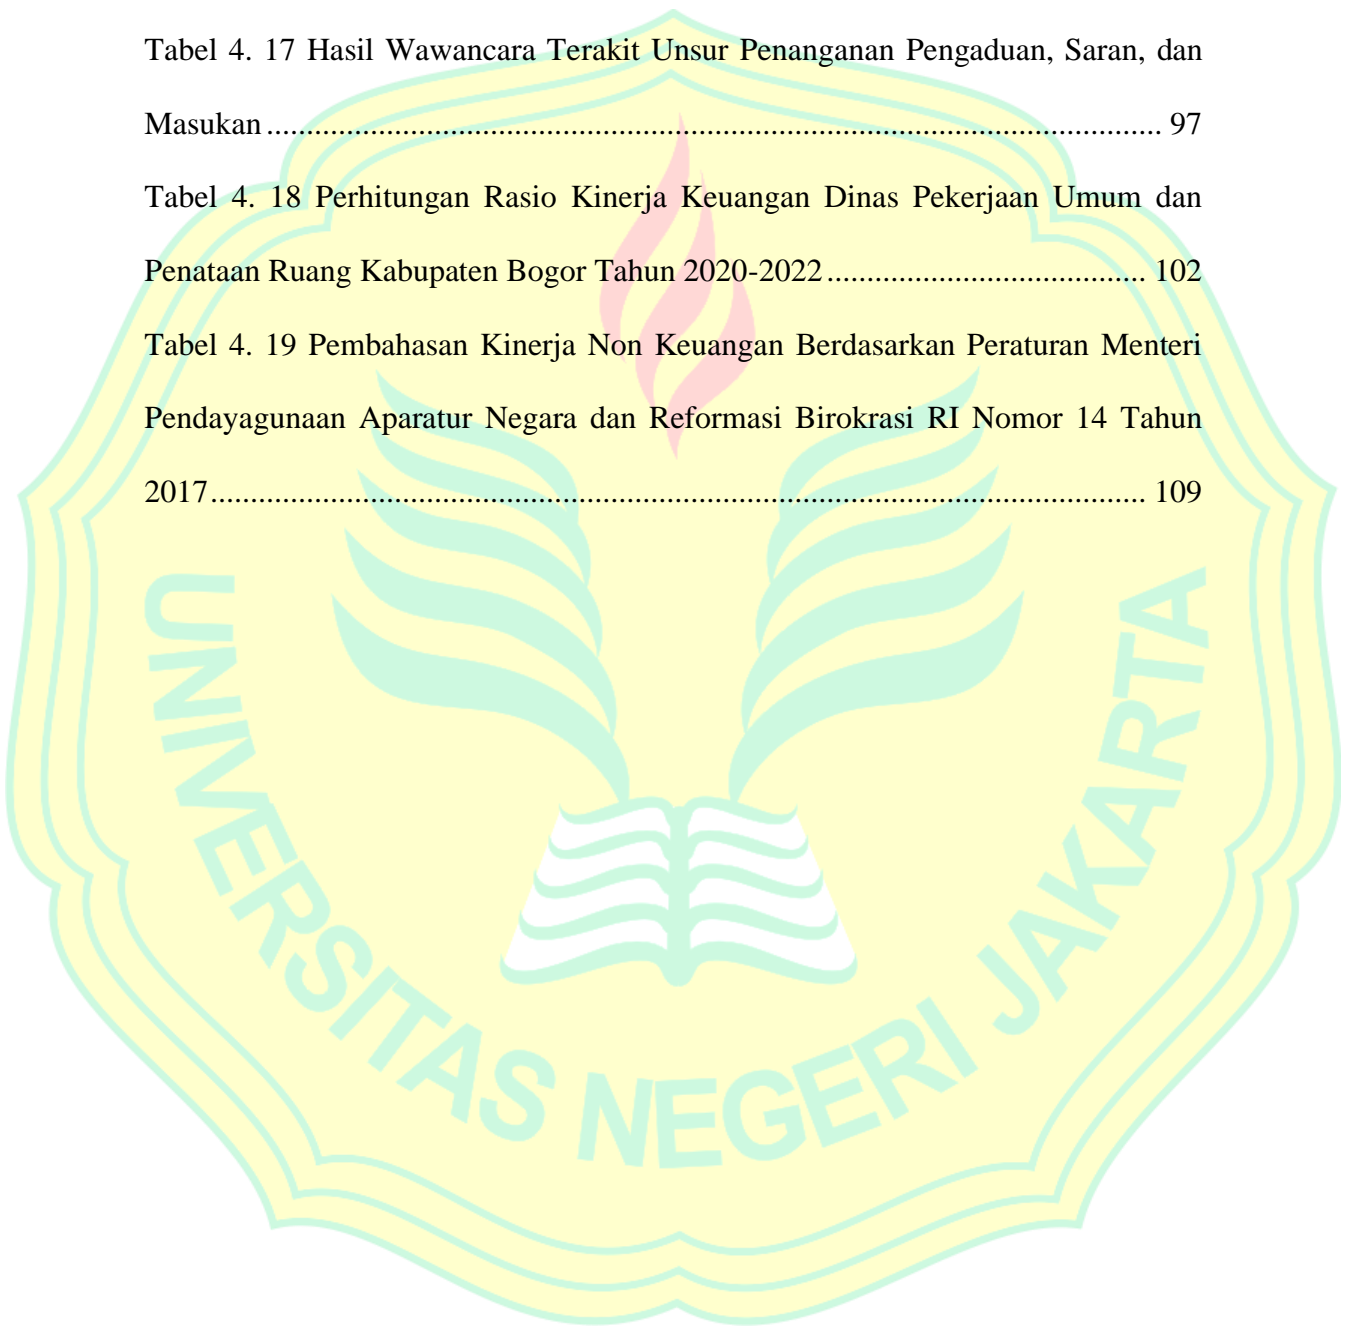 Tabel 4. 17 Hasil Wawancara Terakit Unsur Penanganan Pengaduan, Saran, dan
Masukan .............................................................................................. 97
Tabel 4. 18 Perhitungan Rasio Kinerja Keuangan Dinas Pekerjaan Umum dan
Penataan Ruang Kabupaten Bogor Tahun 2020-2022 .................................. 102
Tabel 4. 19 Pembahasan Kinerja Non Keuangan Berdasarkan Peraturan Menteri
Pendayagunaan Aparatur Negara dan Reformasi Birokrasi RI Nomor 14 Tahun
2017 .................................................................................................. 109
UNIVERSITAS NEGERI JAKARTA